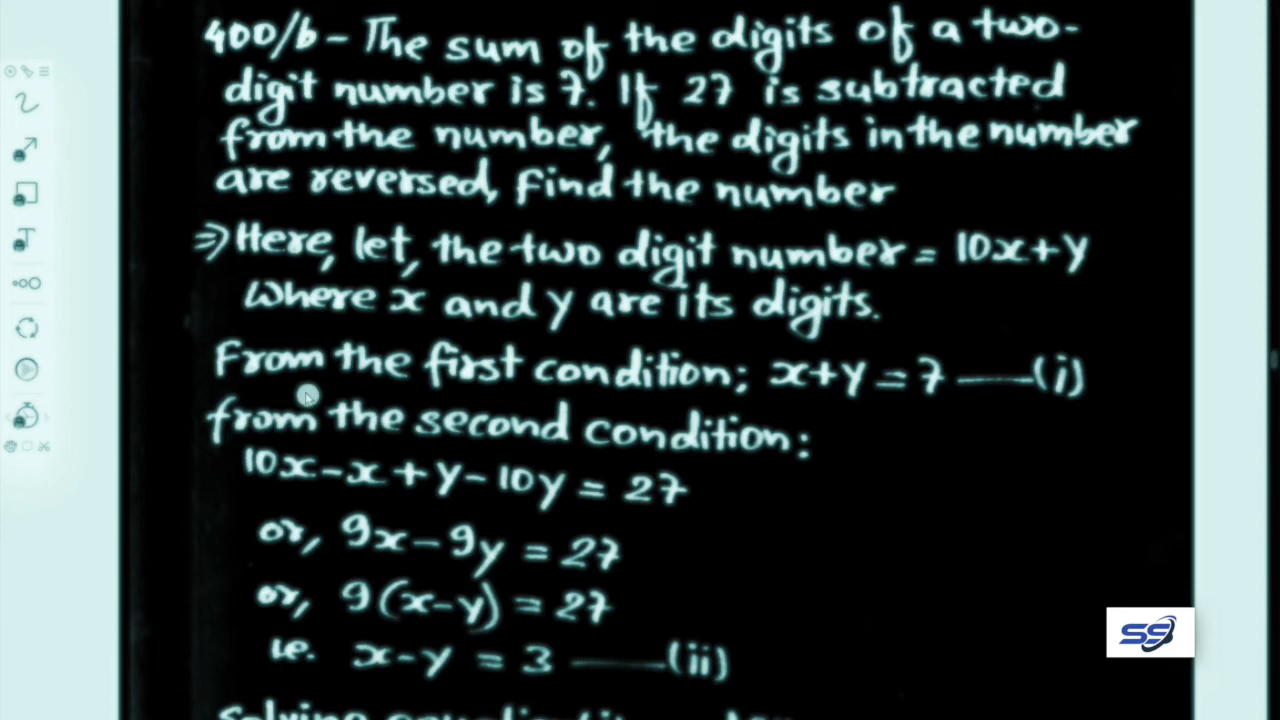 400/b - The sum of the digits of a two-
digit number is 7. If 27 is subtracted
from the number, the digits in the number
are reversed, find the number
⇒ Here, let, the two digit number = 10x+y
where x and y are its digits.
From the first condition; x+y = 7 ——(i)
from the second condition:
10x-x+y-10y = 27
or, 9x-9y = 27
or, 9(x-y) = 27
i.e. x-y = 3 ——(ii)
solving
SS